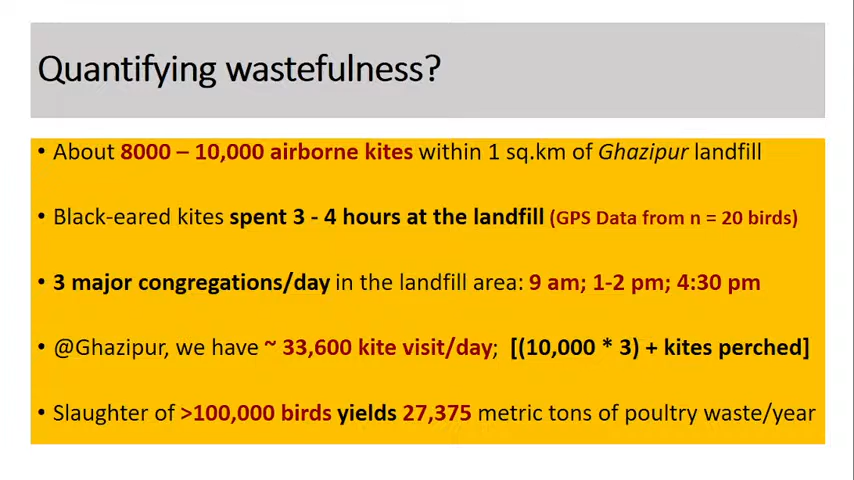 Quantifying wastefulness?
• About 8000 – 10,000 airborne kites within 1 sq.km of Ghazipur landfill
• Black-eared kites spent 3 - 4 hours at the landfill (GPS Data from n = 20 birds)
• 3 major congregations/day in the landfill area: 9 am; 1-2 pm; 4:30 pm
• @Ghazipur, we have ~ 33,600 kite visit/day; [(10,000 * 3) + kites perched]
• Slaughter of >100,000 birds yields 27,375 metric tons of poultry waste/year